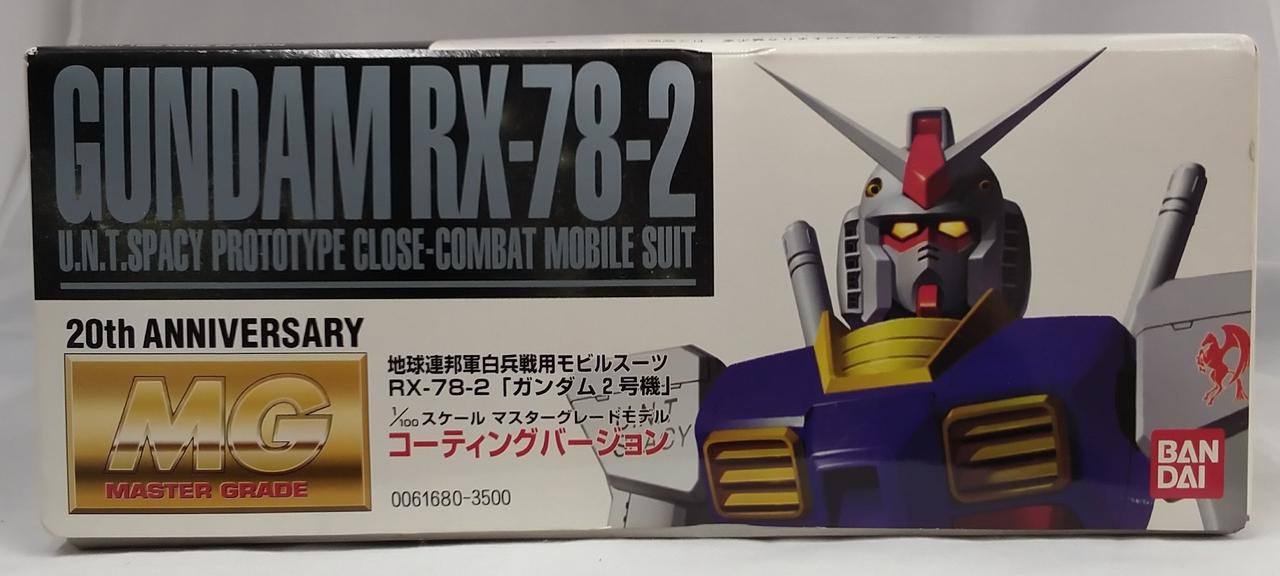 GUNDAM RX-78-2
U.N.T.SPACY PROTOTYPE CLOSE-COMBAT MOBILE SUIT
20th ANNIVERSARY
MG
MASTER GRADE
地球連邦軍白兵戦用モビルスーツ
RX-78-2「ガンダム2号機」
1/100スケール マスターグレードモデル
コーティングバージョン
0061680-3500
BAN
DAI